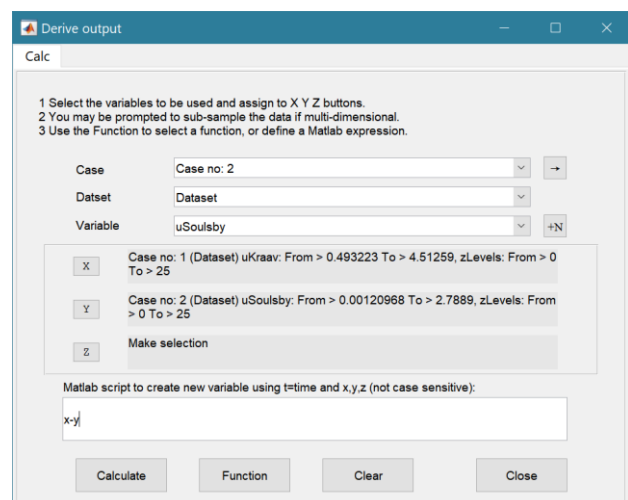 Derive output
Calc
1 Select the variables to be used and assign to X Y Z buttons.
2 You may be prompted to sub-sample the data if multi-dimensional.
3 Use the Function to select a function, or define a Matlab expression.
Case
Case no: 2
→
Datset
Dataset
Variable
uSoulsby
+N
X
Case no: 1 (Dataset) uKraav: From > 0.493223 To > 4.51259, zLevels: From > 0
To > 25
Y
Case no: 2 (Dataset) uSoulsby: From > 0.00120968 To > 2.7889, zLevels: From
> 0 To > 25
Z
Make selection
Matlab script to create new variable using t=time and x,y,z (not case sensitive):
x-y
Calculate
Function
Clear
Close